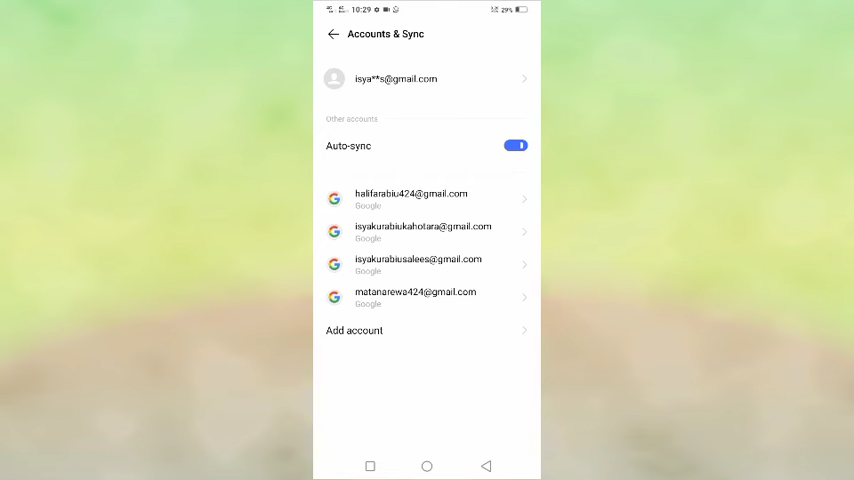 10:29 29%
Accounts & Sync
isya**s@gmail.com
Other accounts
Auto-sync
halifarabiu424@gmail.com
Google
isyakurabiukahotara@gmail.com
Google
isyakurabiusalees@gmail.com
Google
matanarewa424@gmail.com
Google
Add account